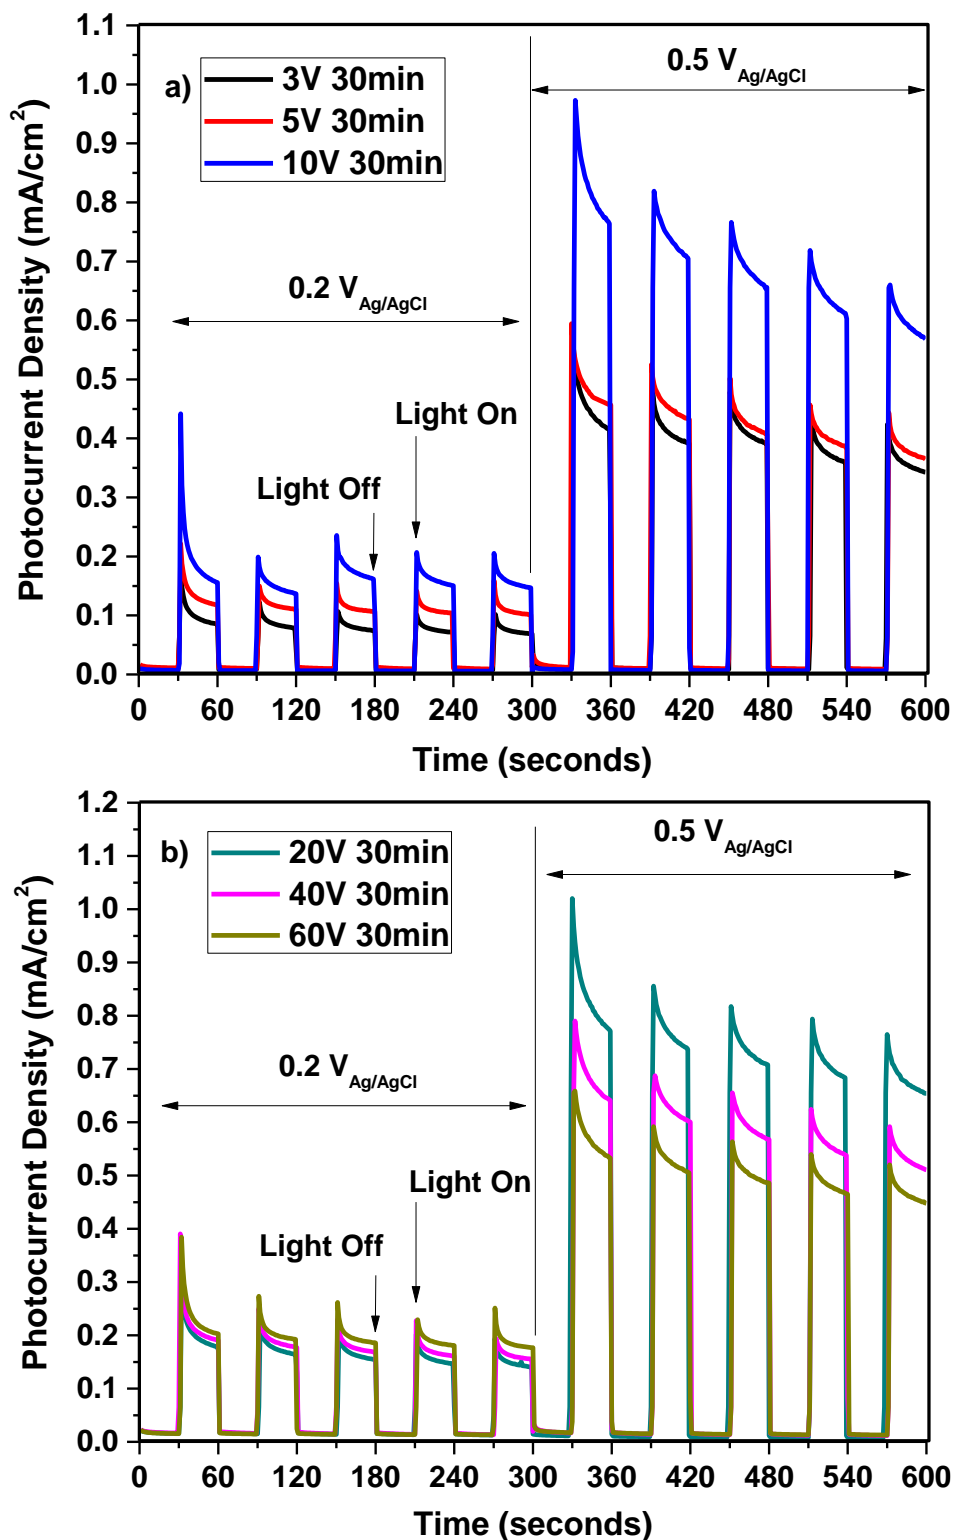 1.1
1.0
0.9
0.8
0.7
0.6
0.5
0.4
0.3
0.2
0.1
0.0
Photocurrent Density (mA/cm²)
a)
3V 30min
5V 30min
10V 30min
0.5 V_Ag/AgCl
0.2 V_Ag/AgCl
Light On
Light Off
0 60 120 180 240 300 360 420 480 540 600
Time (seconds)
1.2
1.1
1.0
0.9
0.8
0.7
0.6
0.5
0.4
0.3
0.2
0.1
0.0
Photocurrent Density (mA/cm²)
b)
20V 30min
40V 30min
60V 30min
0.5 V_Ag/AgCl
0.2 V_Ag/AgCl
Light On
Light Off
0 60 120 180 240 300 360 420 480 540 600
Time (seconds)